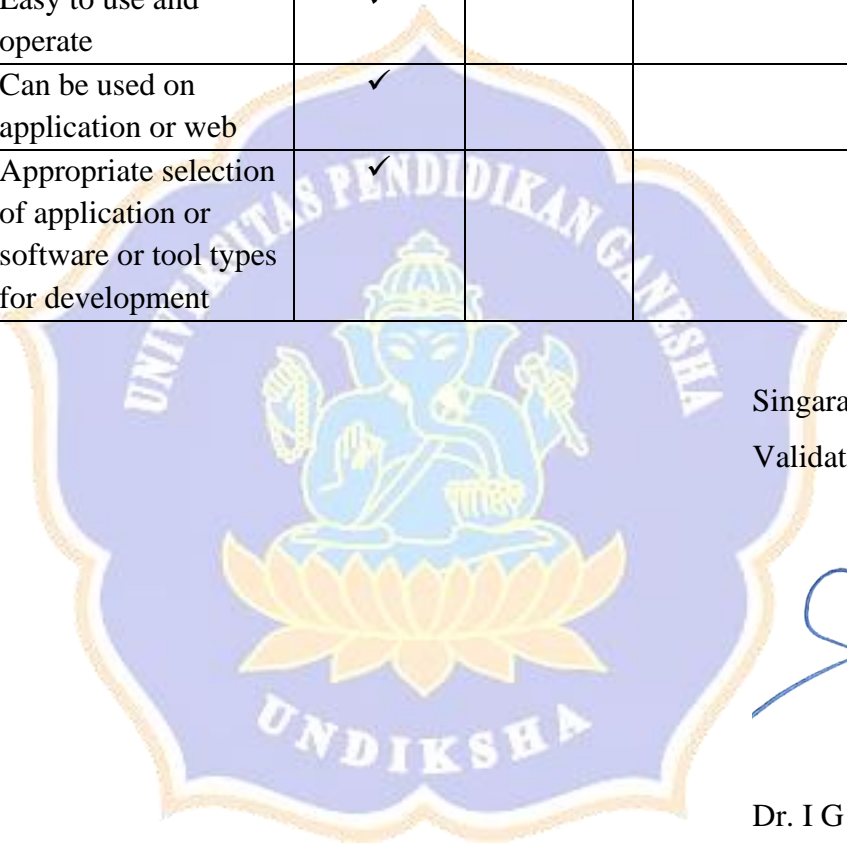 Easy to use and ✓
operate
Can be used on ✓
application or web
Appropriate selection ✓
of application or
software or tool types
for development
UNIVERSITAS PENDIDIKAN GANESHA
Singara
Validat
UNDIKSHA
Dr. I G